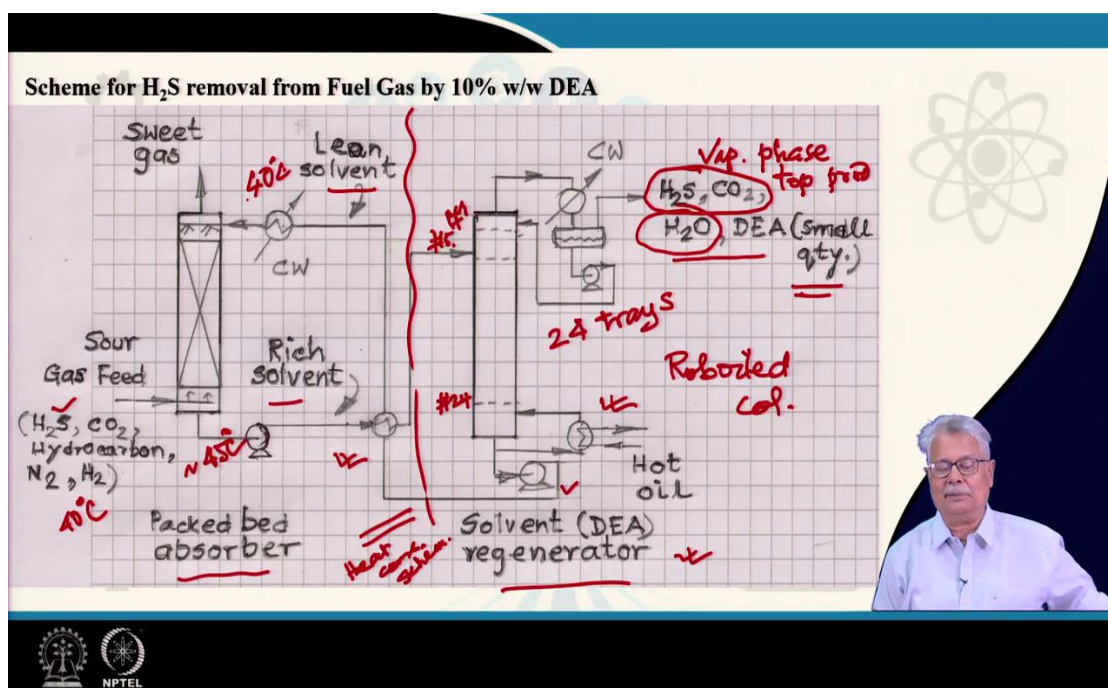 Scheme for H₂S removal from Fuel Gas by 10% w/w DEA
Sweet
gas
40°C
Lean
solvent
CW
CW
Vap. phase
top prod
H₂S, CO₂,
H₂O, DEA (small
qty.)
24 trays
Sour
Gas Feed
(H₂S, CO₂,
Hydrocarbon,
N₂, H₂)
40°C
Rich
solvent
~45°C
#24
Reboiled
col.
Hot
oil
Packed bed
absorber
Heat
Solvent (DEA)
regenerator
NPTEL